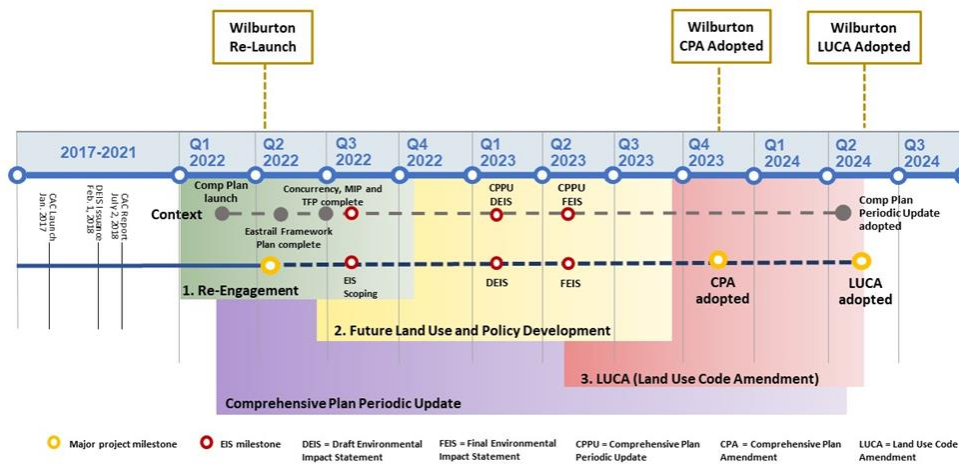 Wilburton
Re-Launch
Wilburton
CPA Adopted
Wilburton
LUCA Adopted
2017-2021
Q1
2022
Q2
2022
Q3
2022
Q4
2022
Q1
2023
Q2
2023
Q3
2023
Q4
2023
Q1
2024
Q2
2024
Q3
2024
CAC Launch
Jan. 2017
DEIS Issuance
Feb. 1, 2018
CAC Report
July 2, 2018
Context
Comp Plan
launch
Concurrency, MIP and
TFP complete
Eastrail Framework
Plan complete
CPPU
DEIS
CPPU
FEIS
Comp Plan
Periodic Update
adopted
EIS
Scoping
DEIS
FEIS
CPA
adopted
LUCA
adopted
1. Re-Engagement
2. Future Land Use and Policy Development
3. LUCA (Land Use Code Amendment)
Comprehensive Plan Periodic Update
Major project milestone
EIS milestone
DEIS = Draft Environmental
Impact Statement
FEIS = Final Environmental
Impact Statement
CPPU = Comprehensive Plan
Periodic Update
CPA = Comprehensive Plan
Amendment
LUCA = Land Use Code
Amendment